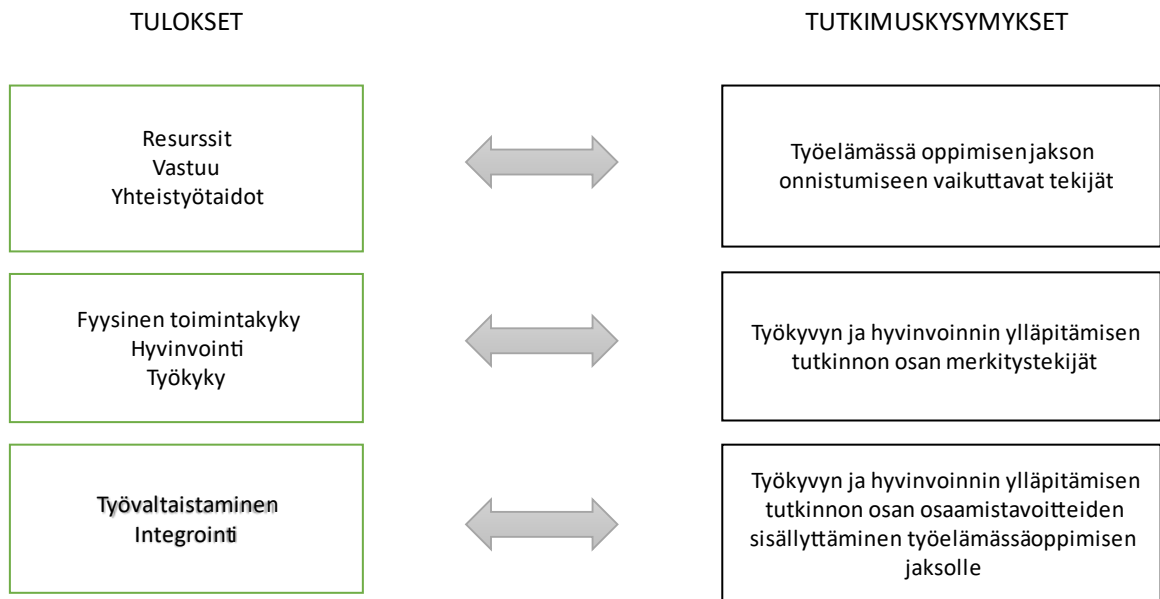 TULOKSET
TUTKIMUSKYSYMYKSET
Resurssit
Vastuu
Yhteistyötaidot
Työelämässä oppimisen jakson
onnistumiseen vaikuttavat tekijät
Fyysinen toimintakyky
Hyvinvointi
Työkyky
Työkyvyn ja hyvinvoinnin ylläpitämisen
tutkinnon osan merkitystekijät
Työvaltaistaminen
Integrointi
Työkyvyn ja hyvinvoinnin ylläpitämisen
tutkinnon osan osaamistavoitteiden
sisällyttäminen työelämässäoppimisen
jaksolle